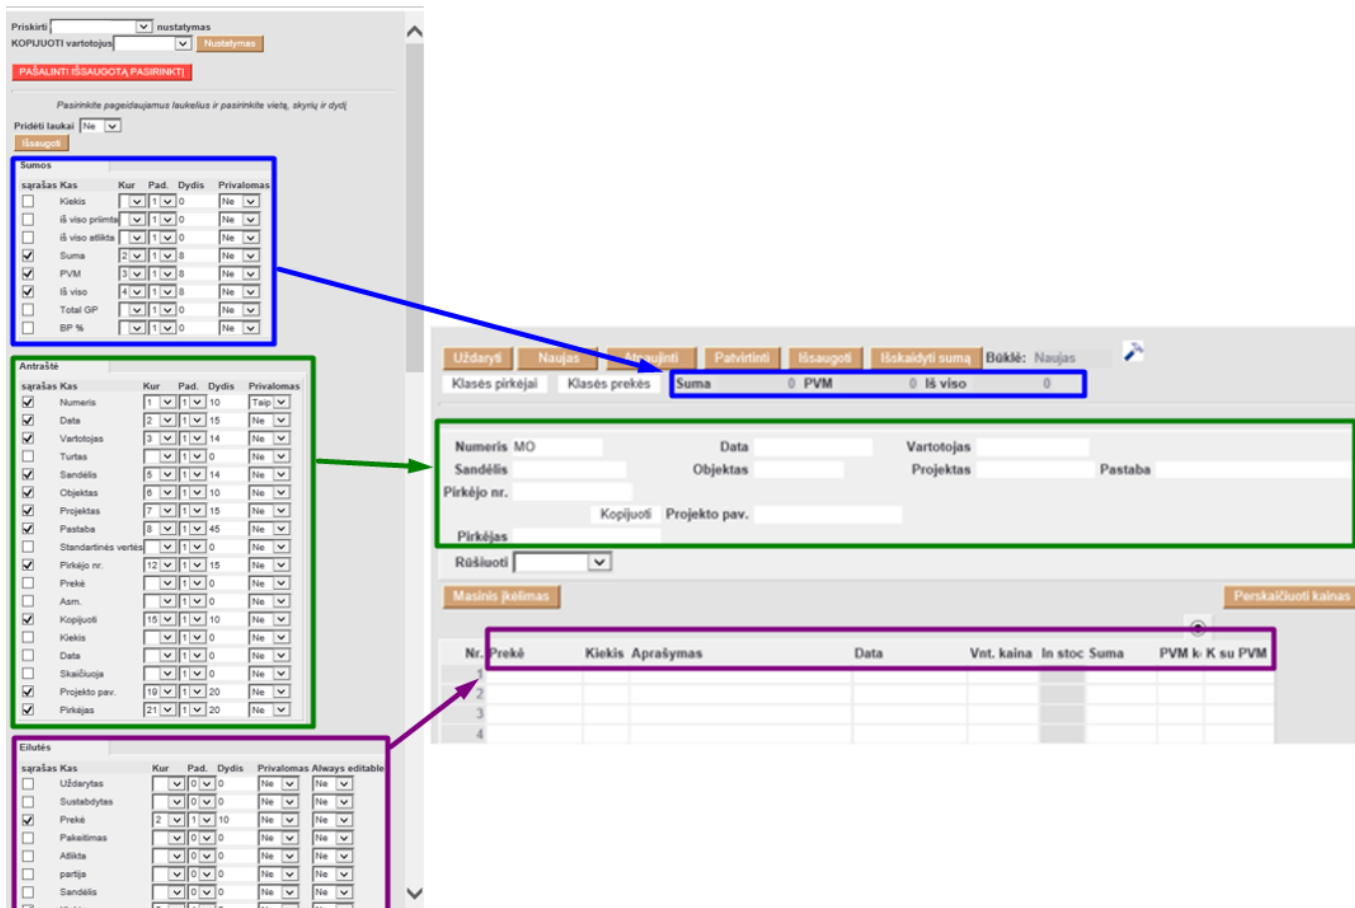 Priskirti nustatymas
KOPIJUOTI vartotojus Nustatymas
PAŠALINTI IŠSAUGOTĄ PASIRINKTĮ
Pasirinkite pageidaujamus laukelius ir pasirinkite vietą, skyrių ir dydį
Pridėti laukai Ne
Išsaugoti
Sumos
sąrašas Kas Kur Pad. Dydis Privalomas
Kiekis 1 0 Ne
iš viso priimta 1 0 Ne
iš viso atlikta 1 0 Ne
Suma 2 1 8 Ne
PVM 3 1 8 Ne
Iš viso 4 1 8 Ne
Total GP 1 0 Ne
BP % 1 0 Ne
Antraštė
sąrašas Kas Kur Pad. Dydis Privalomas
Numeris 1 1 10 Taip
Data 2 1 15 Ne
Vartotojas 3 1 14 Ne
Turtas 1 0 Ne
Sandėlis 5 1 14 Ne
Objektas 6 1 10 Ne
Projektas 7 1 15 Ne
Pastaba 8 1 45 Ne
Standartinės vertės 1 0 Ne
Pirkėjo nr. 12 1 15 Ne
Prekė 1 0 Ne
Asm. 1 0 Ne
Kopijuoti 15 1 10 Ne
Kiekis 1 0 Ne
Data 1 0 Ne
Skaičiuoja 1 0 Ne
Projekto pav. 19 1 20 Ne
Pirkėjas 21 1 20 Ne
Eilutės
sąrašas Kas Kur Pad. Dydis Privalomas Always editable
Uždarytas 0 0 Ne Ne
Sustabdytas 0 0 Ne Ne
Prekė 2 1 10 Ne Ne
Pakeitimas 0 0 Ne Ne
Atlikta 0 0 Ne Ne
partija 0 0 Ne Ne
Sandėlis 0 0 Ne Ne
Uždaryti Naujas Atnaujinti Patvirtinti Išsaugoti Išskaidyti sumą Būklė: Naujas
Klasės pirkėjai Klasės prekės Suma 0 PVM 0 Iš viso 0
Numeris MO Data Vartotojas
Sandėlis Objektas Projektas Pastaba
Pirkėjo nr.
Kopijuoti Projekto pav.
Pirkėjas
Rūšiuoti
Masinis įkėlimas Perskaičiuoti kainas
Nr. Prekė Kiekis Aprašymas Data Vnt. kaina In stoc Suma PVM k K su PVM
1
2
3
4